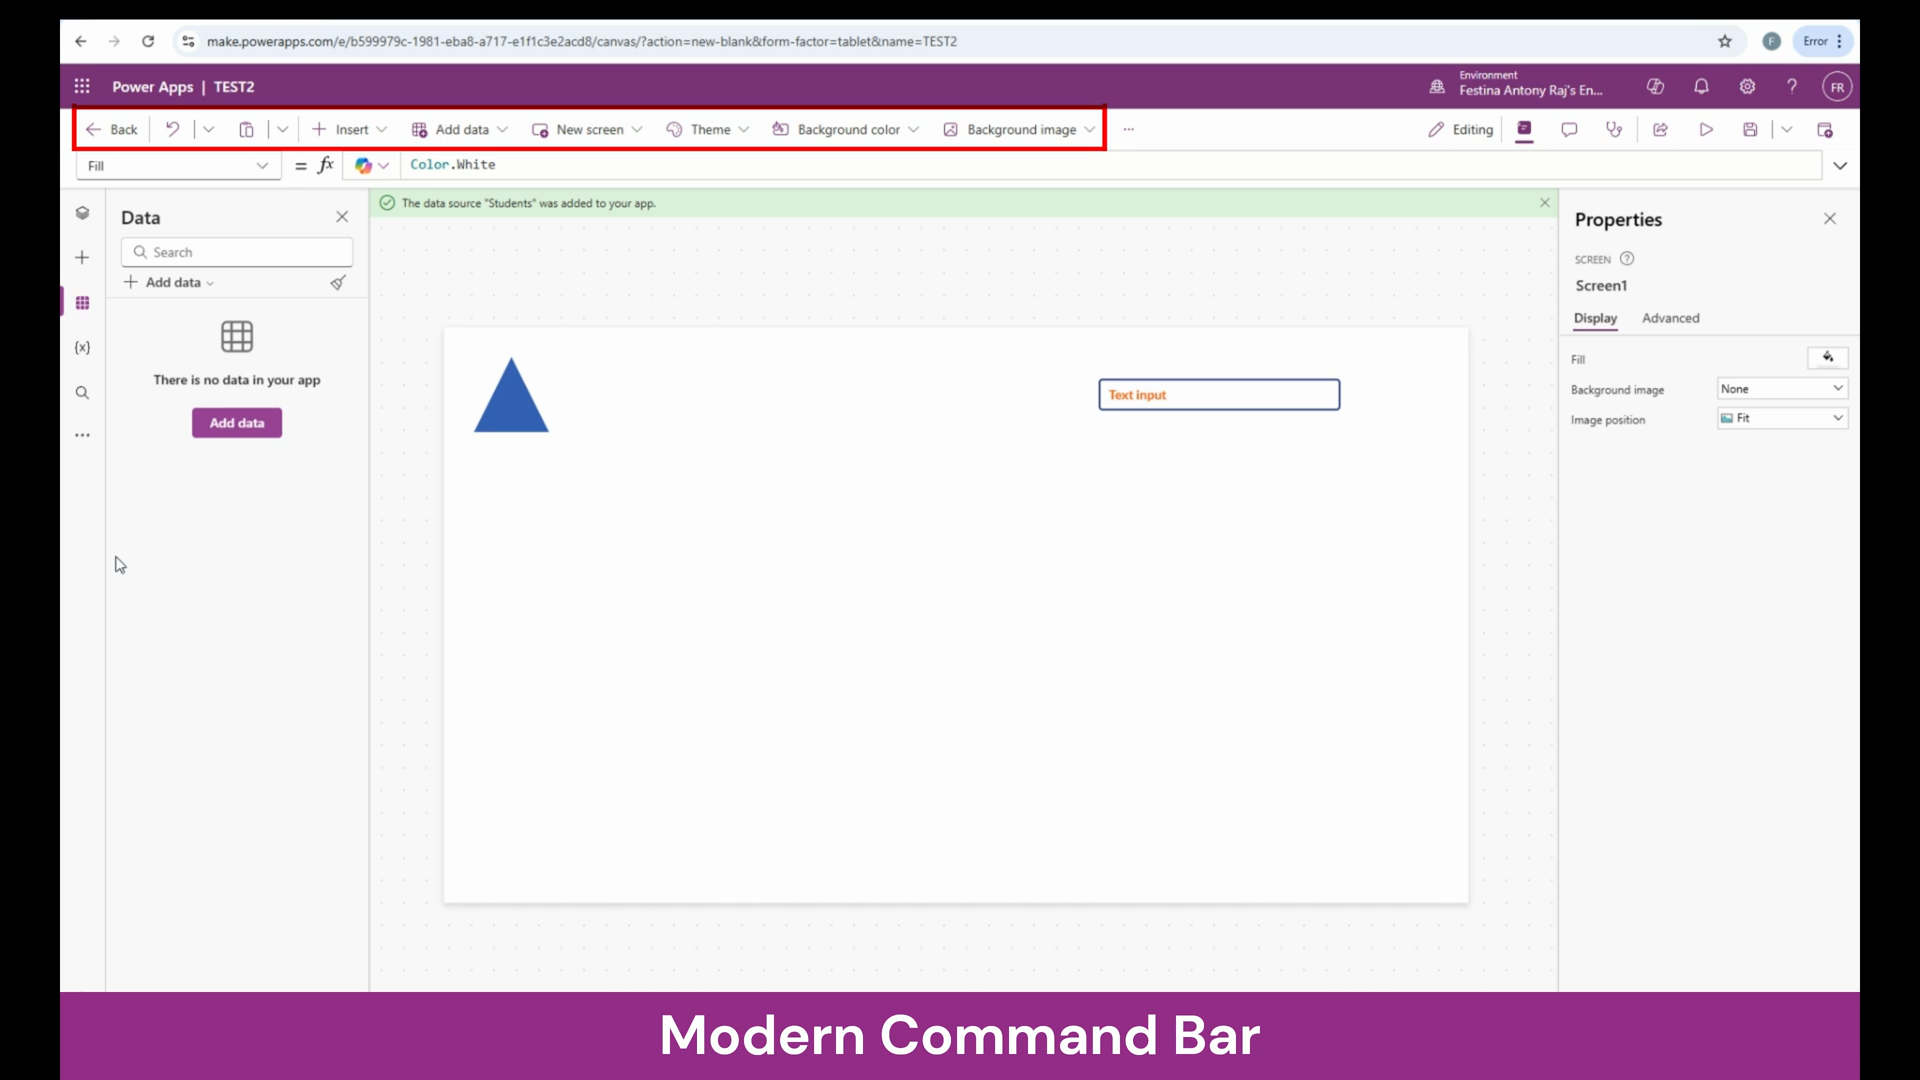 make.powerapps.com/e/b599979c-1981-eba8-a717-e1f1c3e2acd8/canvas/?action=new-blank&form-factor=tablet&name=TEST2
F
Error
Power Apps | TEST2
Environment
Festina Antony Raj's En...
?
FR
Back
Insert
Add data
New screen
Theme
Background color
Background image
...
Editing
Fill
= fx
Color.White
Data
Search
Add data
There is no data in your app
Add data
{x}
...
The data source "Students" was added to your app.
Text input
Properties
SCREEN ?
Screen1
Display
Advanced
Fill
Background image
None
Image position
Fit
Modern Command Bar